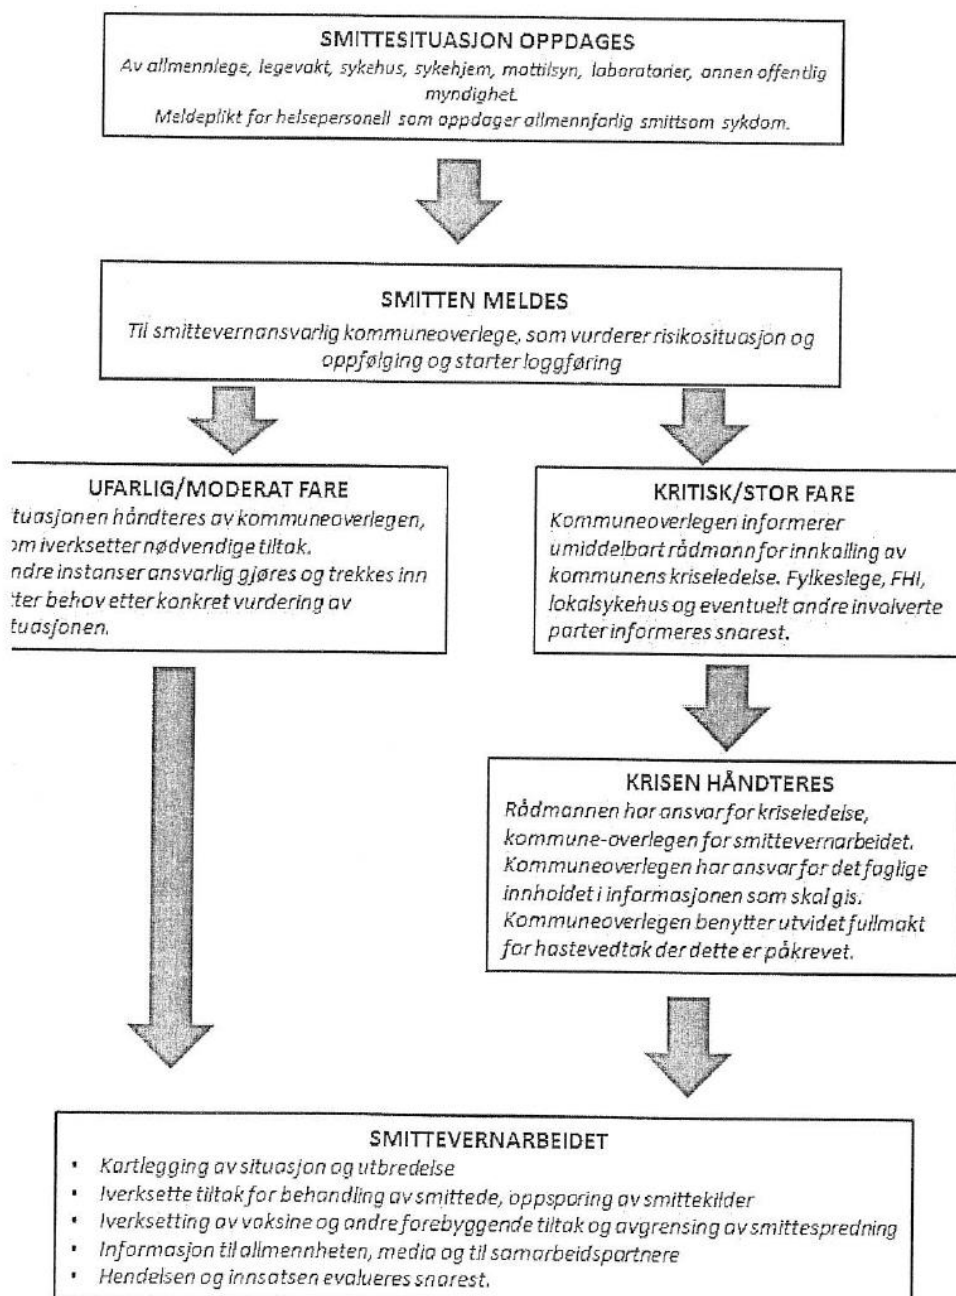 SMITTESITUASJON OPPDAGES
Av allmennlege, legevakt, sykehus, sykehjem, mattilsyn, laboratorier, annen offentlig
myndighet.
Meldeplikt for helsepersonell som oppdager allmennfarlig smittsom sykdom.
SMITTEN MELDES
Til smittevernansvarlig kommuneoverlege, som vurderer risikosituasjon og
oppfølging og starter loggføring
UFARLIG/MODERAT FARE
tuasjonen håndteres av kommuneoverlegen,
om iverksetter nødvendige tiltak.
ndre instanser ansvarlig gjøres og trekkes inn
tter behov etter konkret vurdering av
tuasjonen.
KRITISK/STOR FARE
Kommuneoverlegen informerer
umiddelbart rådmann for innkalling av
kommunens kriseledelse. Fylkeslege, FHI,
lokalsykehus og eventuelt andre involverte
parter informeres snarest.
KRISEN HÅNDTERES
Rådmannen har ansvar for kriseledelse,
kommune-overlegen for smittevernarbeidet.
Kommuneoverlegen har ansvar for det faglige
innholdet i informasjonen som skal gis.
Kommuneoverlegen benytter utvidet fullmakt
for hastevedtak der dette er påkrevet.
SMITTEVERNARBEIDET
▪ Kartlegging av situasjon og utbredelse
▪ Iverksette tiltak for behandling av smittede, oppsporing av smittekilder
▪ Iverksetting av vaksine og andre forebyggende tiltak og avgrensing av smittespredning
▪ Informasjon til allmennheten, media og til samarbeidspartnere
▪ Hendelsen og innsatsen evalueres snarest.